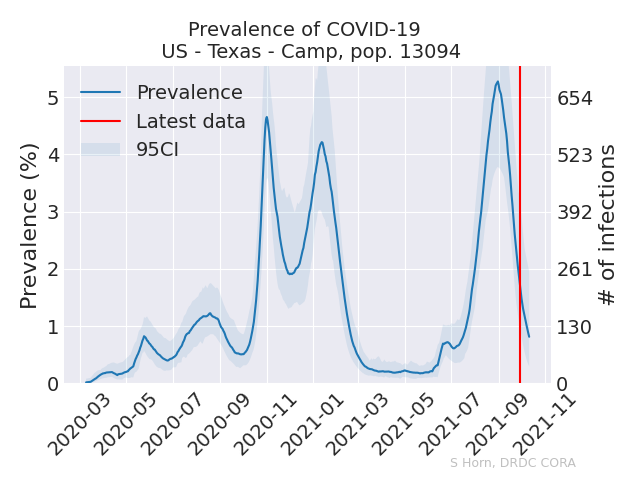 Prevalence of COVID-19
US - Texas - Camp, pop. 13094
Prevalence
Latest data
95CI
Prevalence (%)
5
4
3
2
1
0
654
523
392
261
130
0
# of infections
2020-03
2020-05
2020-07
2020-09
2020-11
2021-01
2021-03
2021-05
2021-07
2021-09
2021-11
S Horn, DRDC CORA